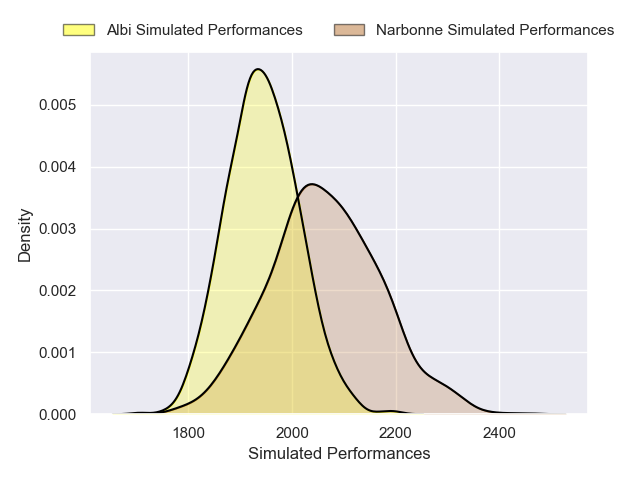 Albi Simulated Performances Narbonne Simulated Performances
0.005
0.004
0.003
0.002
0.001
0.000
Density
1800 2000 2200 2400
Simulated Performances